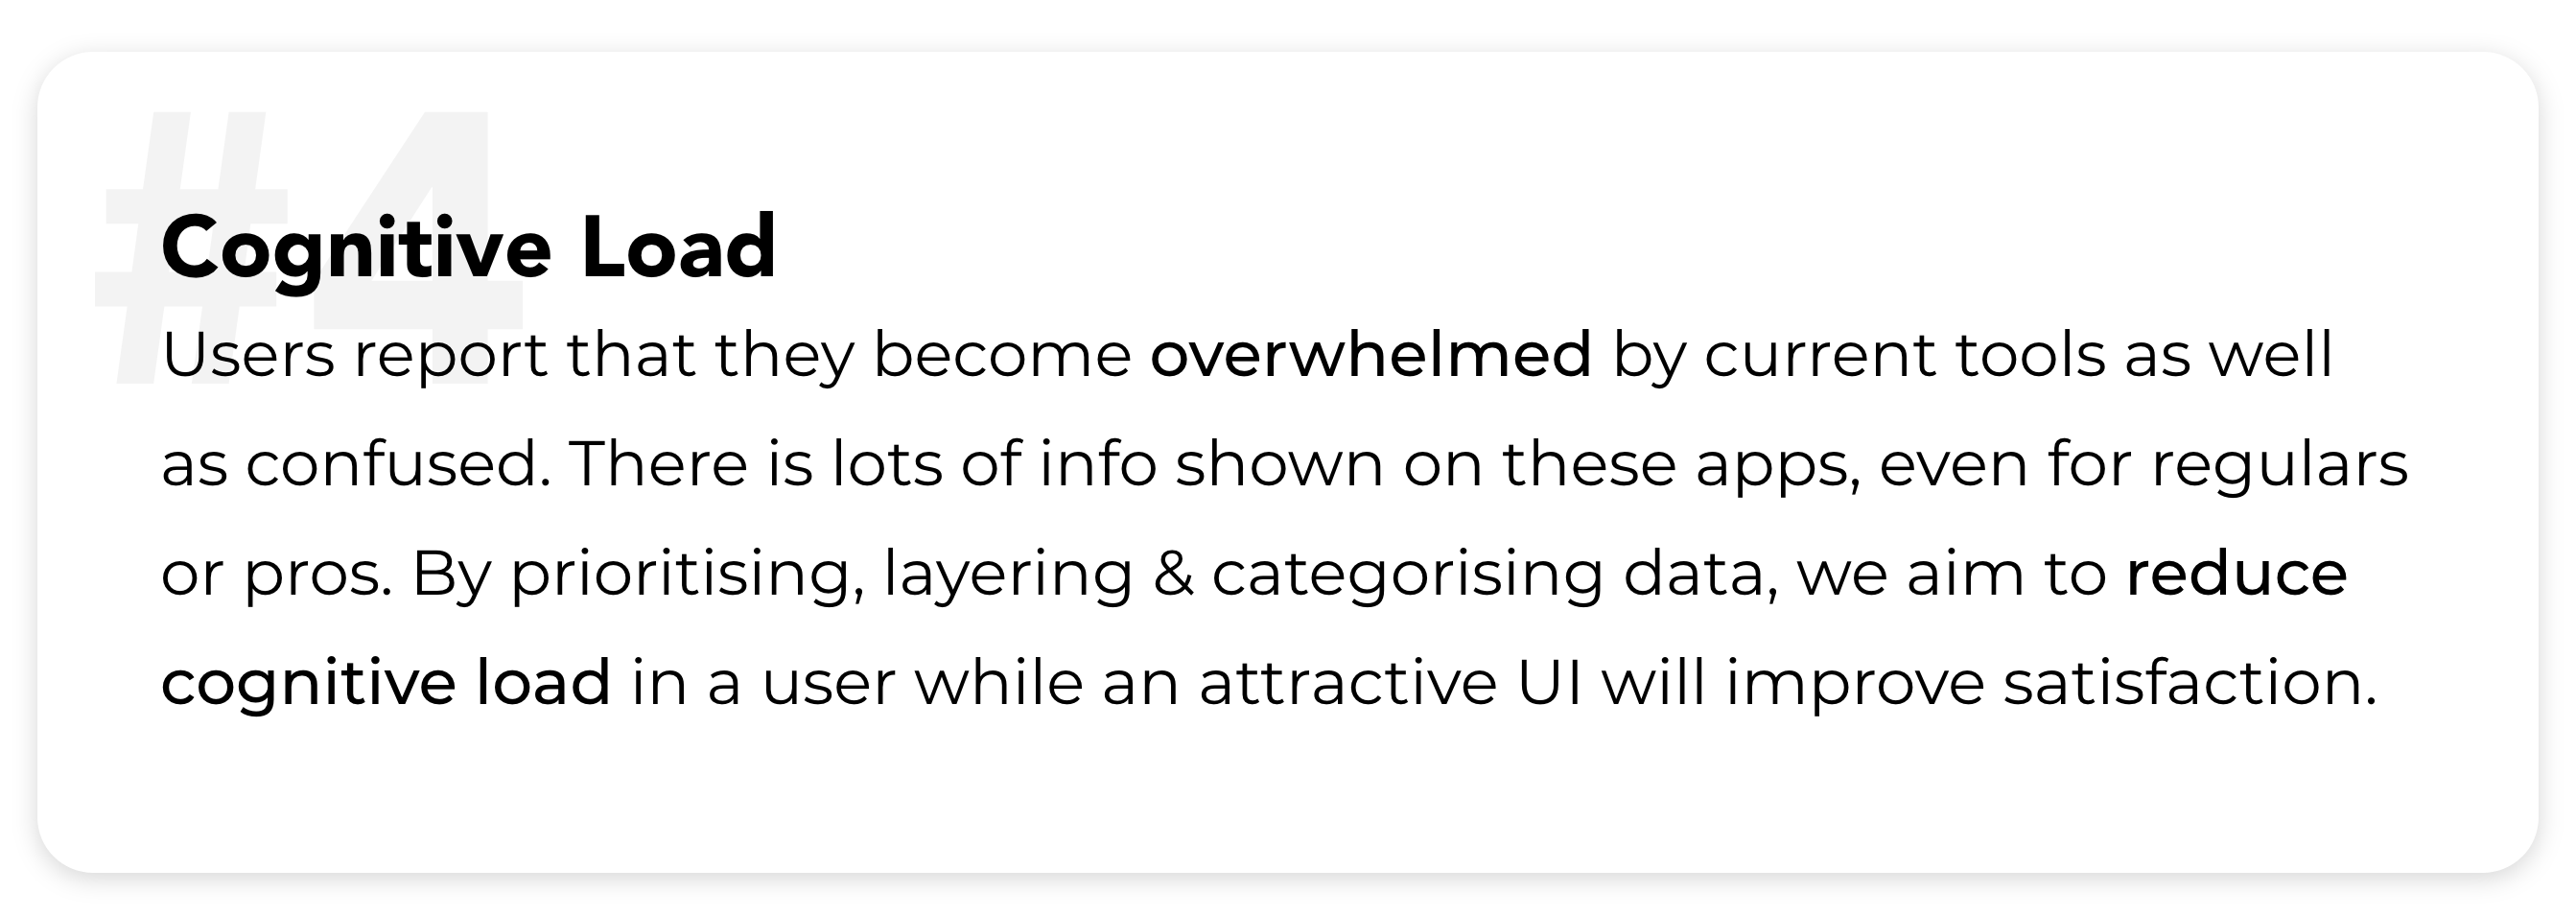 #4
Cognitive Load
Users report that they become overwhelmed by current tools as well
as confused. There is lots of info shown on these apps, even for regulars
or pros. By prioritising, layering & categorising data, we aim to reduce
cognitive load in a user while an attractive UI will improve satisfaction.